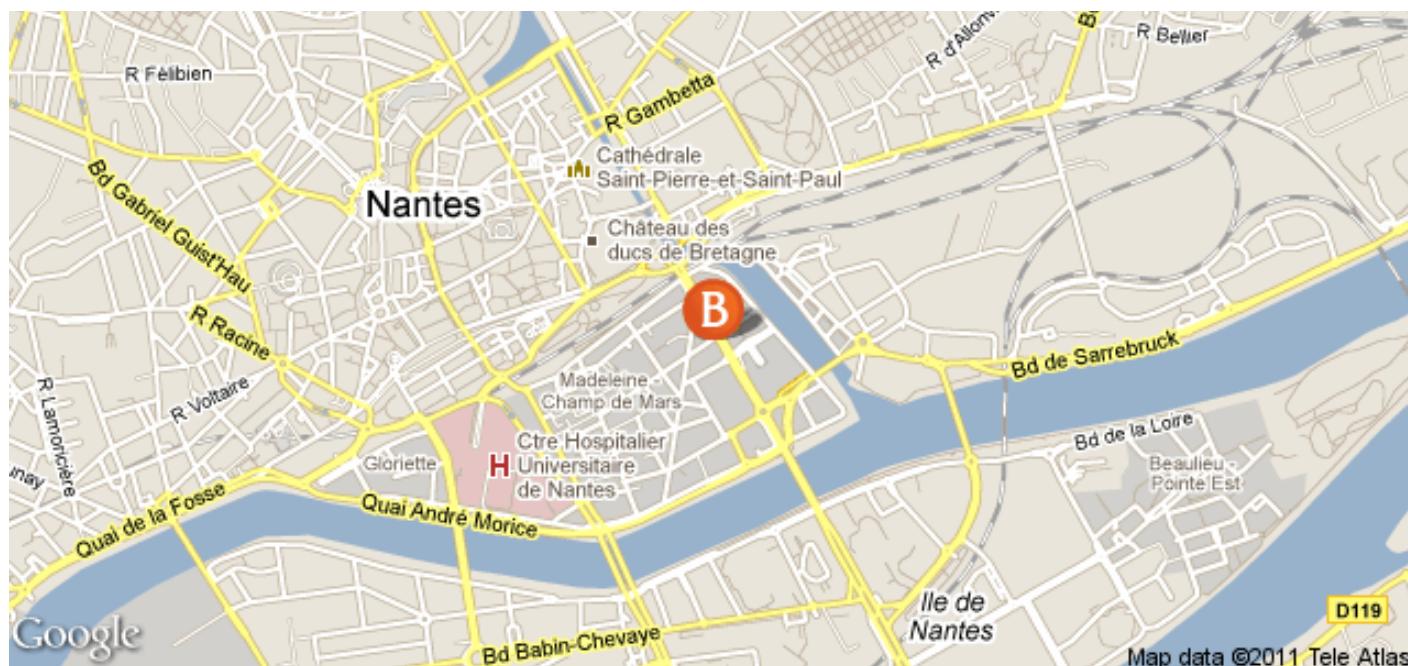 R Félibien
R d'Allonv
R Bellier
R Gambetta
Bd Gabriel Guist'Hau
Cathédrale
Saint-Pierre-et-Saint-Paul
Nantes
Château des
ducs de Bretagne
B
R Racine
Bd de Sarrebruck
R Lamoricière
R Voltaire
Madeleine -
Champ de Mars
Bd de la Loire
Gloriette
H
Ctre Hospitalier
Universitaire
de Nantes
Beaulieu -
Pointe Est
unay
Quai de la Fosse
Quai André Morice
Ile de
Nantes
D119
Google
Bd Babin-Chevaye
Map data ©2011 Tele Atlas